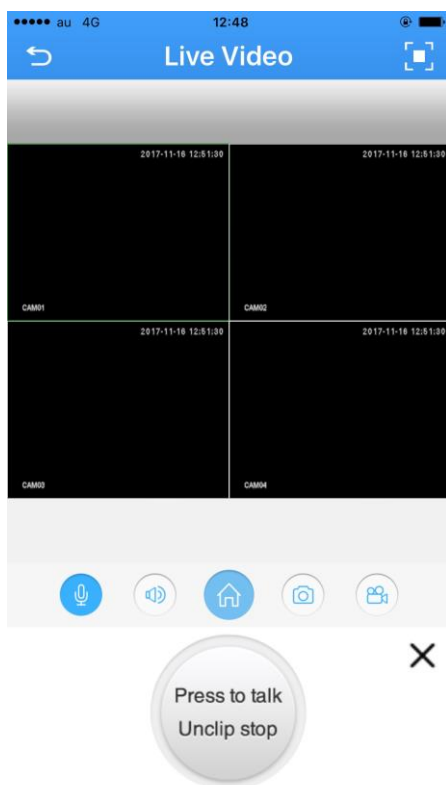 au 4G 12:48
Live Video
2017-11-16 12:51:30 2017-11-16 12:51:30
CAM01 CAM02
2017-11-16 12:51:30 2017-11-16 12:51:30
CAM03 CAM04
Press to talk
Unclip stop